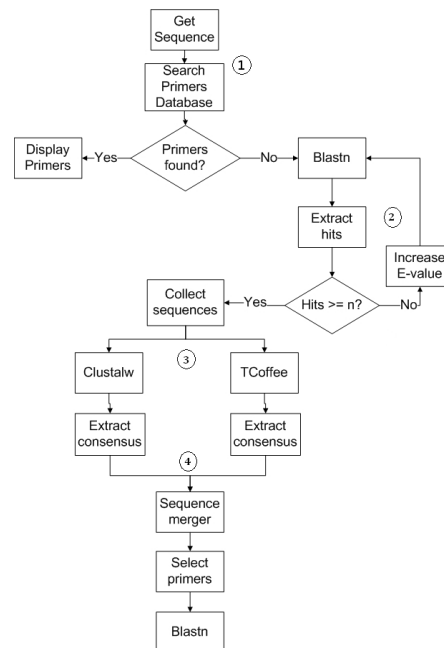 Get
Sequence
1
Search
Primers
Database
Primers
found?
Yes
Display
Primers
No
Blastn
Extract
hits
2
Increase
E-value
Hits >= n?
No
Yes
Collect
sequences
3
Clustalw
TCoffee
Extract
consensus
Extract
consensus
4
Sequence
merger
Select
primers
Blastn